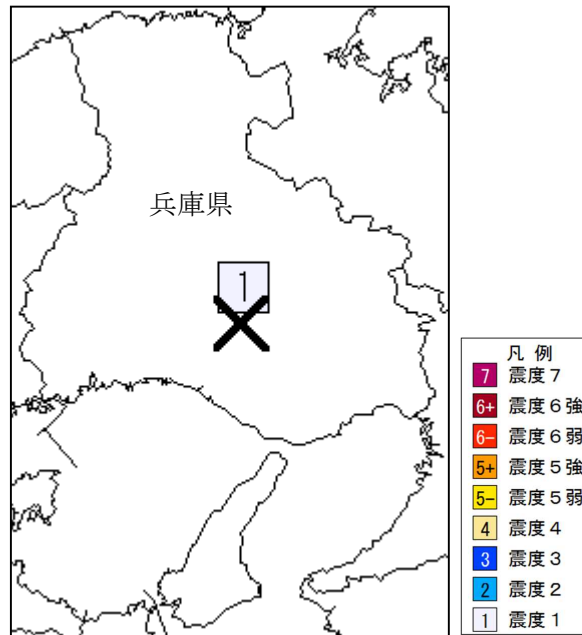 兵庫県
1
凡 例
7 震度７
6+ 震度６強
6- 震度６弱
5+ 震度５強
5- 震度５弱
4 震度４
3 震度３
2 震度２
1 震度１